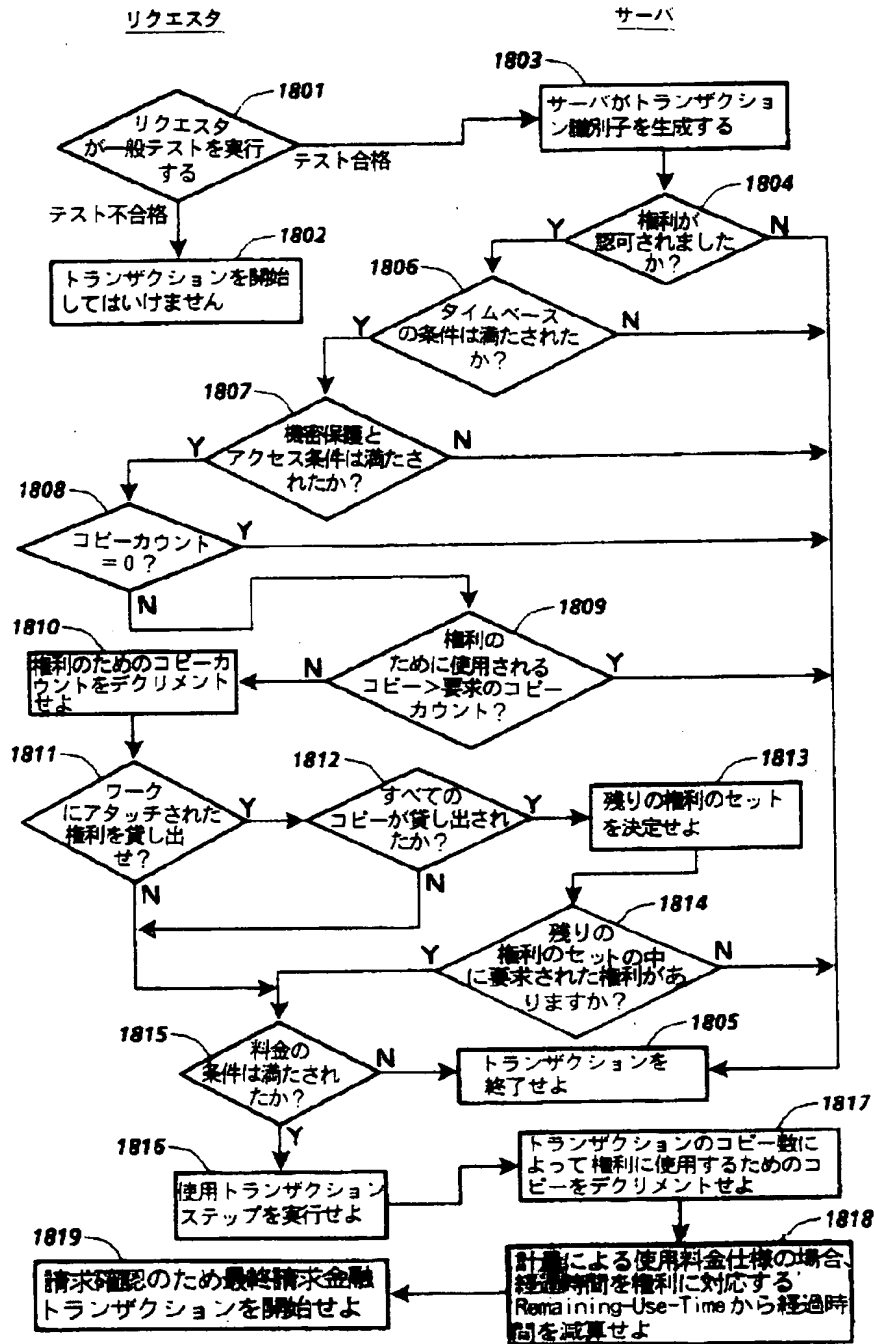 リクエスタ
サーバ
1801
リクエスタ
が一般テストを実行
する
テスト合格
テスト不合格
1803
サーバがトランザクショ
ン識別子を生成する
1802
トランザクションを開始
してはいけません
1804
権利が
認可されました
か?
Y
N
1806
タイムベース
の条件は満たされた
か?
Y
N
1807
機密保護と
アクセス条件は満た
されたか?
Y
N
1808
コピーカウント
=0?
Y
N
1809
権利の
ために使用される
コピー>要求のコピー
カウント?
N
Y
1810
権利のためのコピーカ
ウントをデクリメント
せよ
1811
ワーク
にアタッチされた
権利を貸し出
せ?
Y
N
1812
すべての
コピーが貸し出され
たか?
Y
N
1813
残りの権利のセット
を決定せよ
1814
残りの
権利のセットの中
に要求された権利があ
りますか?
Y
N
1815
料金の
条件は満たされ
たか?
N
Y
1805
トランザクションを
終了せよ
1816
使用トランザクション
ステップを実行せよ
1817
トランザクションのコピー数に
よって権利に使用するためのコ
ピーをデクリメントせよ
1818
計量による使用料金仕様の場合、
経過時間を権利に対応する
Remaining-Use-Timeから経過時
間を減算せよ
1819
請求確認のため最終請求金融
トランザクションを開始せよ